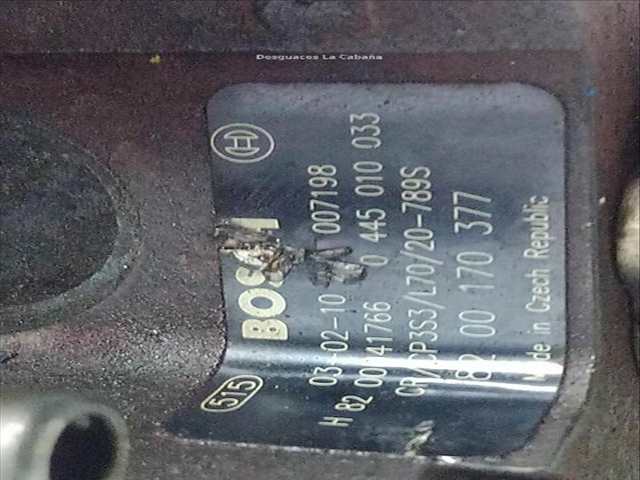 Desguaces La Cabaña
515 BOSCH
03-02-10 007198
H 82 00041766 0 445 010 033
CR/CP3S3/L70/20-789S
82 00 170 377
Made in Czech Republic